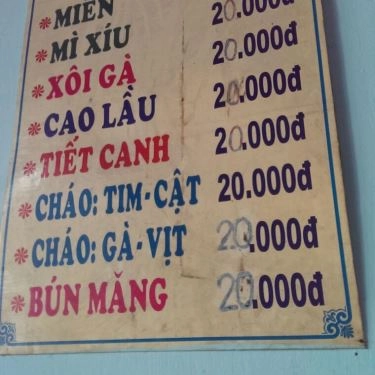 MIẾN 20.000đ
MÌ XÍU 20.000đ
XÔI GÀ 20.000đ
CAO LẦU 20.000đ
TIẾT CANH 20.000đ
CHÁO: TIM - CẬT 20.000đ
CHÁO: GÀ - VỊT 20.000đ
BÚN MĂNG 20.000đ